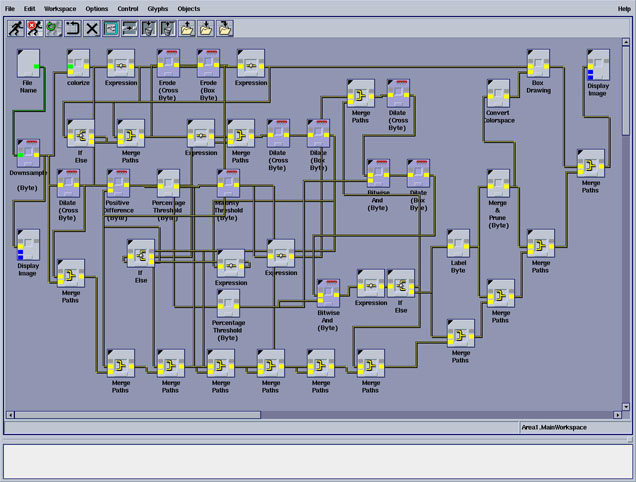 File Edit Workspace Options Control Glyphs Objects Help
File
Name
colorize
Expression
Erode
(Cross
Byte)
Erode
(Box
Byte)
Expression
Merge
Paths
Dilate
(Cross
Byte)
Convert
Colorspace
Box
Drawing
Display
Image
If
Else
Merge
Paths
Expression
Merge
Paths
Dilate
(Cross
Byte)
Dilate
(Box
Byte)
Merge
Paths
Downsample
(Byte)
Dilate
(Cross
Byte)
Positive
Difference
(Byte)
Percentage
Threshold
(Byte)
Threshold
(Byte)
Bitwise
And
(Byte)
Dilate
(Box
Byte)
Merge
&
Prune
(Byte)
Display
Image
Merge
Paths
If
Else
Expression
Expression
Label
Byte
Merge
Paths
Percentage
Threshold
(Byte)
Bitwise
And
(Byte)
Expression
If
Else
Merge
Paths
Merge
Paths
Merge
Paths
Merge
Paths
Merge
Paths
Merge
Paths
Merge
Paths
Merge
Paths
Area1.MainWorkspace